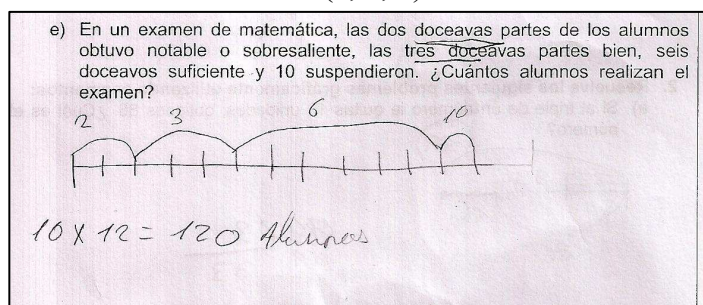 e) En un examen de matemática, las dos doceavas partes de los alumnos
obtuvo notable o sobresaliente, las tres doceavas partes bien, seis
doceavos suficiente y 10 suspendieron. ¿Cuántos alumnos realizan el
examen?
2 3 6 10
10 x 12 = 120 Alumnos